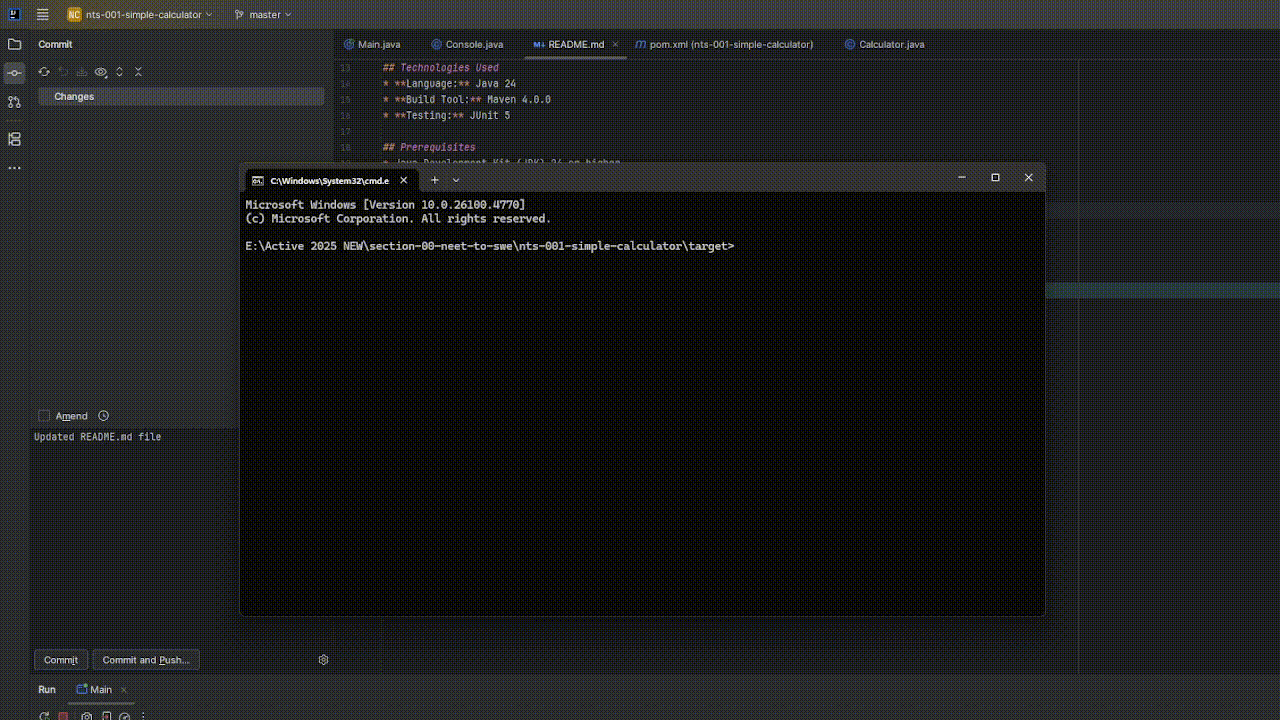 NC nts-001-simple-calculator master
Commit
Main.java Console.java README.md pom.xml (nts-001-simple-calculator) Calculator.java
Changes
13 ## Technologies Used
14 * **Language:** Java 24
15 * **Build Tool:** Maven 4.0.0
16 * **Testing:** JUnit 5
17
18 ## Prerequisites
19 * Java Development Kit (JDK) 24 or higher
C:\Windows\System32\cmd.e
Microsoft Windows [Version 10.0.26100.4770]
(c) Microsoft Corporation. All rights reserved.
E:\Active 2025 NEW\section-00-neet-to-swe\nts-001-simple-calculator\target>
Amend
Updated README.md file
Commit Commit and Push...
Run Main